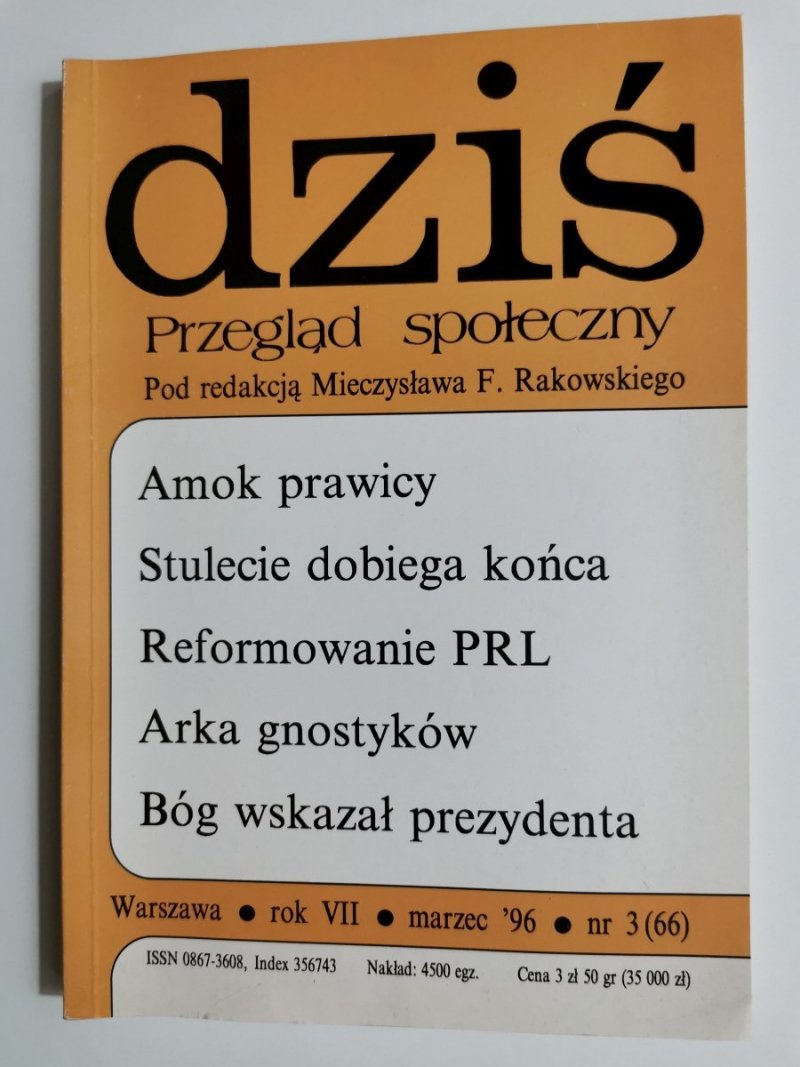 dziś
Przegląd społeczny
Pod redakcją Mieczysława F. Rakowskiego
Amok prawicy
Stulecie dobiega końca
Reformowanie PRL
Arka gnostyków
Bóg wskazał prezydenta
Warszawa ● rok VII ● marzec '96 ● nr 3 (66)
ISSN 0867-3608, Index 356743 Nakład: 4500 egz. Cena 3 zł 50 gr (35 000 zł)